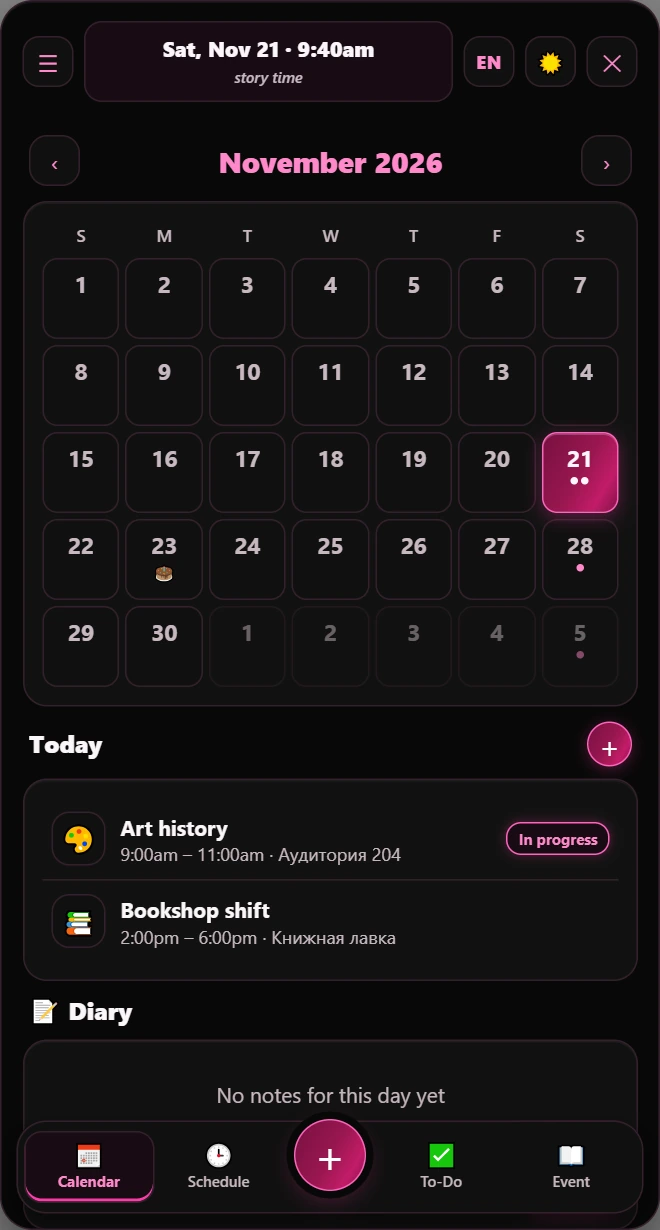 Sat, Nov 21 · 9:40am
story time
EN
November 2026
S M T W T F S
1 2 3 4 5 6 7
8 9 10 11 12 13 14
15 16 17 18 19 20 21
22 23 24 25 26 27 28
29 30 1 2 3 4 5
Today
+
Art history
9:00am – 11:00am · Аудитория 204
In progress
Bookshop shift
2:00pm – 6:00pm · Книжная лавка
Diary
No notes for this day yet
Calendar Schedule + To-Do Event